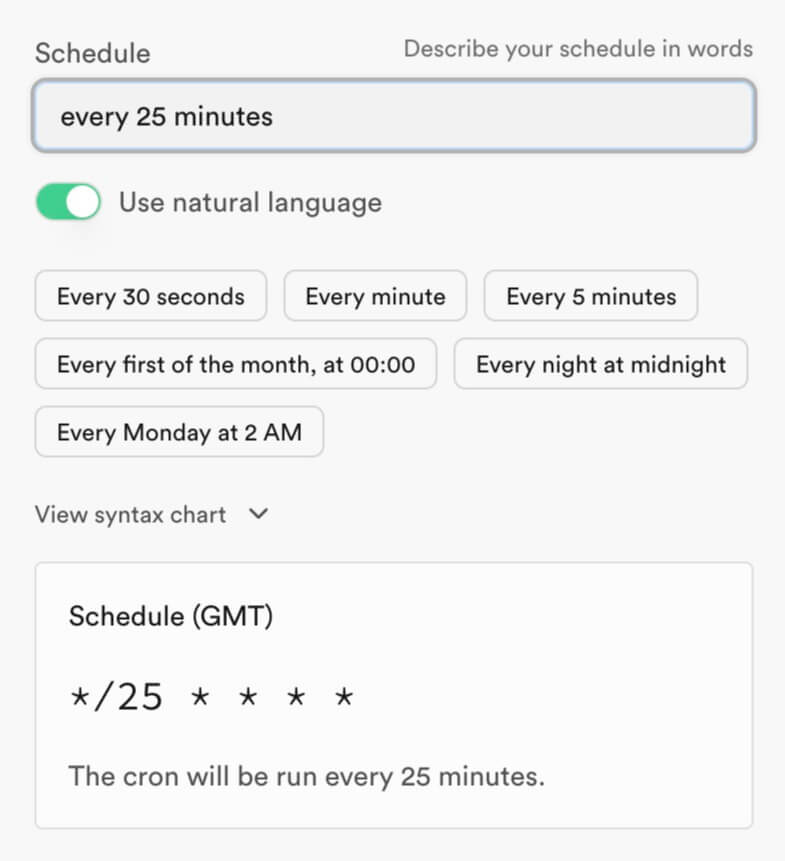 Schedule
Describe your schedule in words
every 25 minutes
Use natural language
Every 30 seconds
Every minute
Every 5 minutes
Every first of the month, at 00:00
Every night at midnight
Every Monday at 2 AM
View syntax chart
Schedule (GMT)
*/25 * * * *
The cron will be run every 25 minutes.